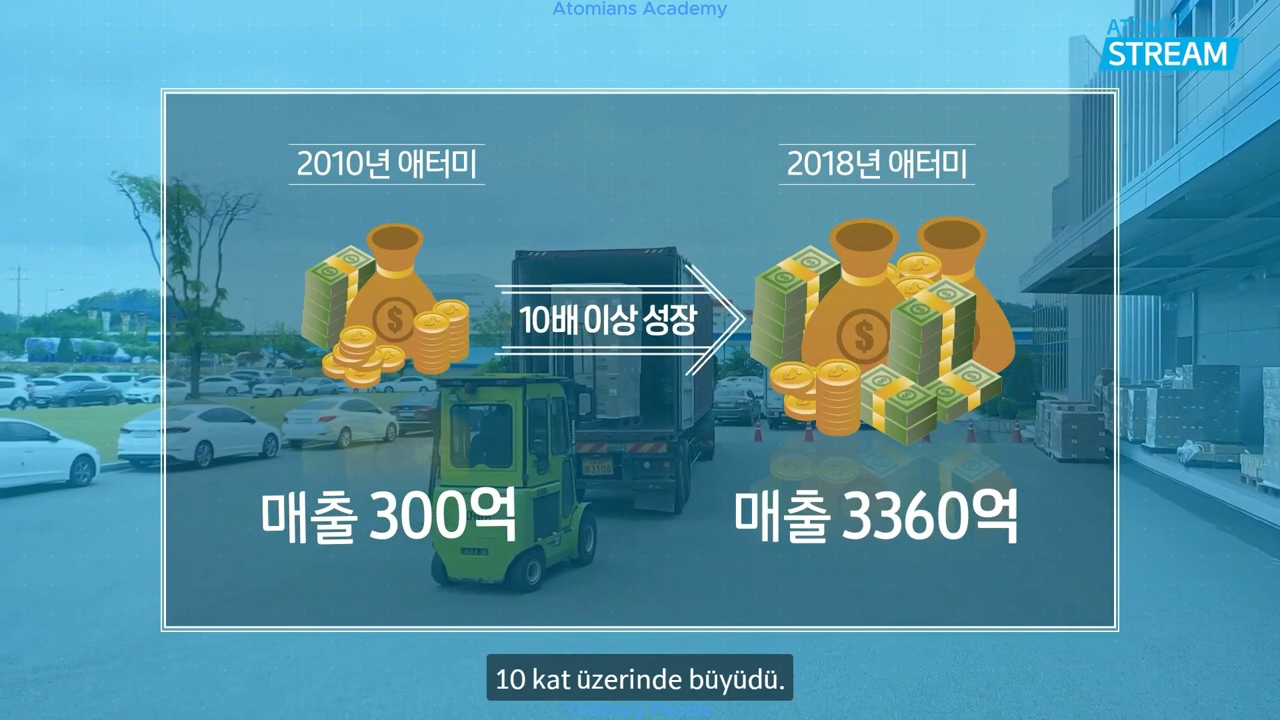 Atomians Academy
ATOMY
STREAM
2010년 애터미
2018년 애터미
10배 이상 성장
매출 300억
매출 3360억
10 kat üzerinde büyüdü.